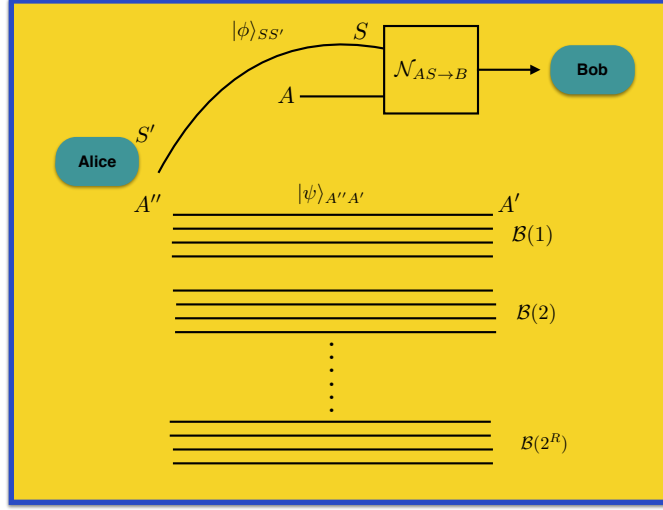 |ϕ⟩_{SS′}
S
𝒩_{AS→B}
Bob
A
S′
Alice
A″
|ψ⟩_{A″A′}
A′
ℬ(1)
ℬ(2)
ℬ(2^R)